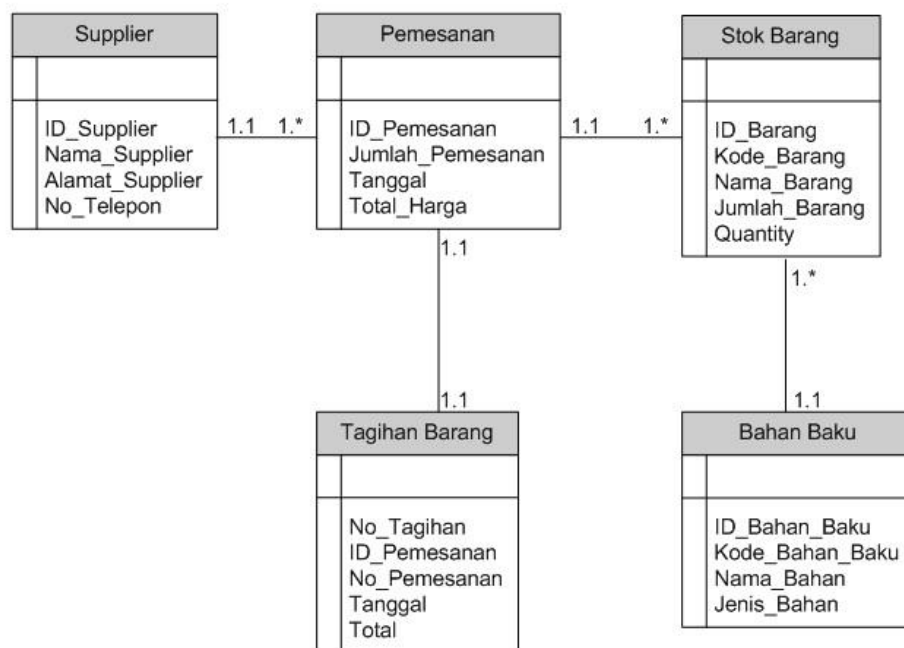 Supplier
ID_Supplier
Nama_Supplier
Alamat_Supplier
No_Telepon
1.1
1.*
Pemesanan
ID_Pemesanan
Jumlah_Pemesanan
Tanggal
Total_Harga
1.1
1.*
Stok Barang
ID_Barang
Kode_Barang
Nama_Barang
Jumlah_Barang
Quantity
1.1
1.1
Tagihan Barang
No_Tagihan
ID_Pemesanan
No_Pemesanan
Tanggal
Total
1.*
1.1
Bahan Baku
ID_Bahan_Baku
Kode_Bahan_Baku
Nama_Bahan
Jenis_Bahan